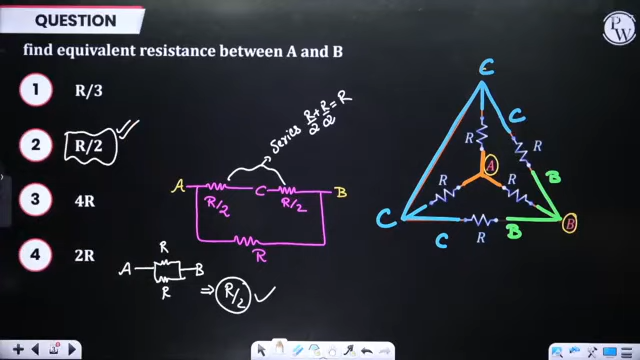 QUESTION
find equivalent resistance between A and B
1 R/3
2 R/2
3 4R
4 2R
Series R/2 + R/2 = R
A R/2 C R/2 B
R
A R R B
⇒ R/2
C
C
R R
A
B
R R
C B B
C R
PW